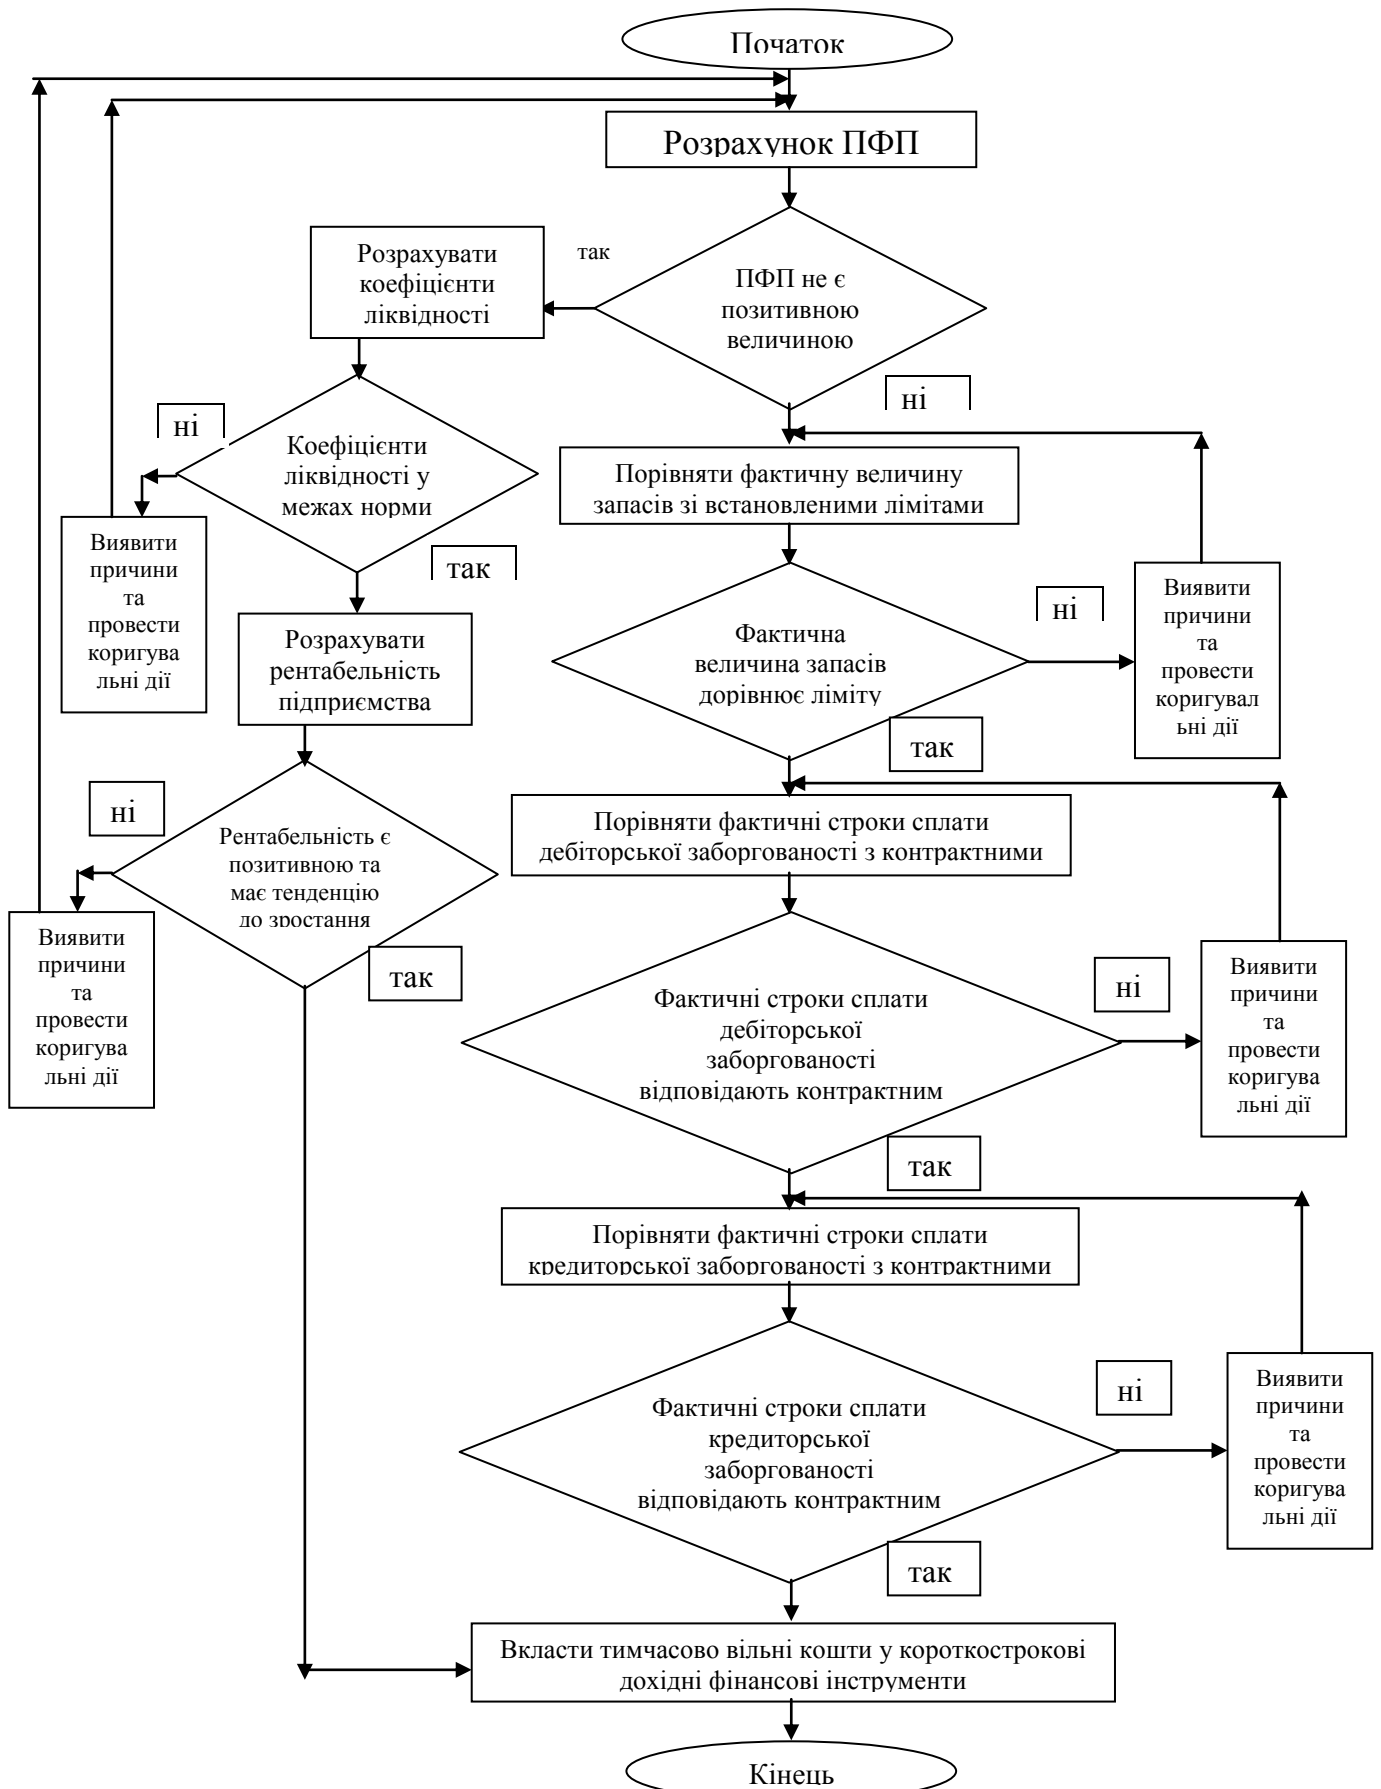 Початок
Розрахунок ПФП
Розрахувати
коефіцієнти
ліквідності
так
ПФП не є
позитивною
величиною
ні
ні
Коефіцієнти
ліквідності у
межах норми
Порівняти фактичну величину
запасів зі встановленими лімітами
Виявити
причини
та
провести
коригува
льні дії
так
Розрахувати
рентабельність
підприємства
Фактична
величина запасів
дорівнює ліміту
ні
Виявити
причини
та
провести
коригувал
ьні дії
так
ні
Рентабельність є
позитивною та
має тенденцію
до зростання
Порівняти фактичні строки сплати
дебіторської заборгованості з контрактними
Виявити
причини
та
провести
коригува
льні дії
так
Фактичні строки сплати
дебіторської
заборгованості
відповідають контрактним
ні
Виявити
причини
та
провести
коригува
льні дії
так
Порівняти фактичні строки сплати
кредиторської заборгованості з контрактними
Фактичні строки сплати
кредиторської
заборгованості
відповідають контрактним
ні
Виявити
причини
та
провести
коригува
льні дії
так
Вкласти тимчасово вільні кошти у короткострокові
дохідні фінансові інструменти
Кінець